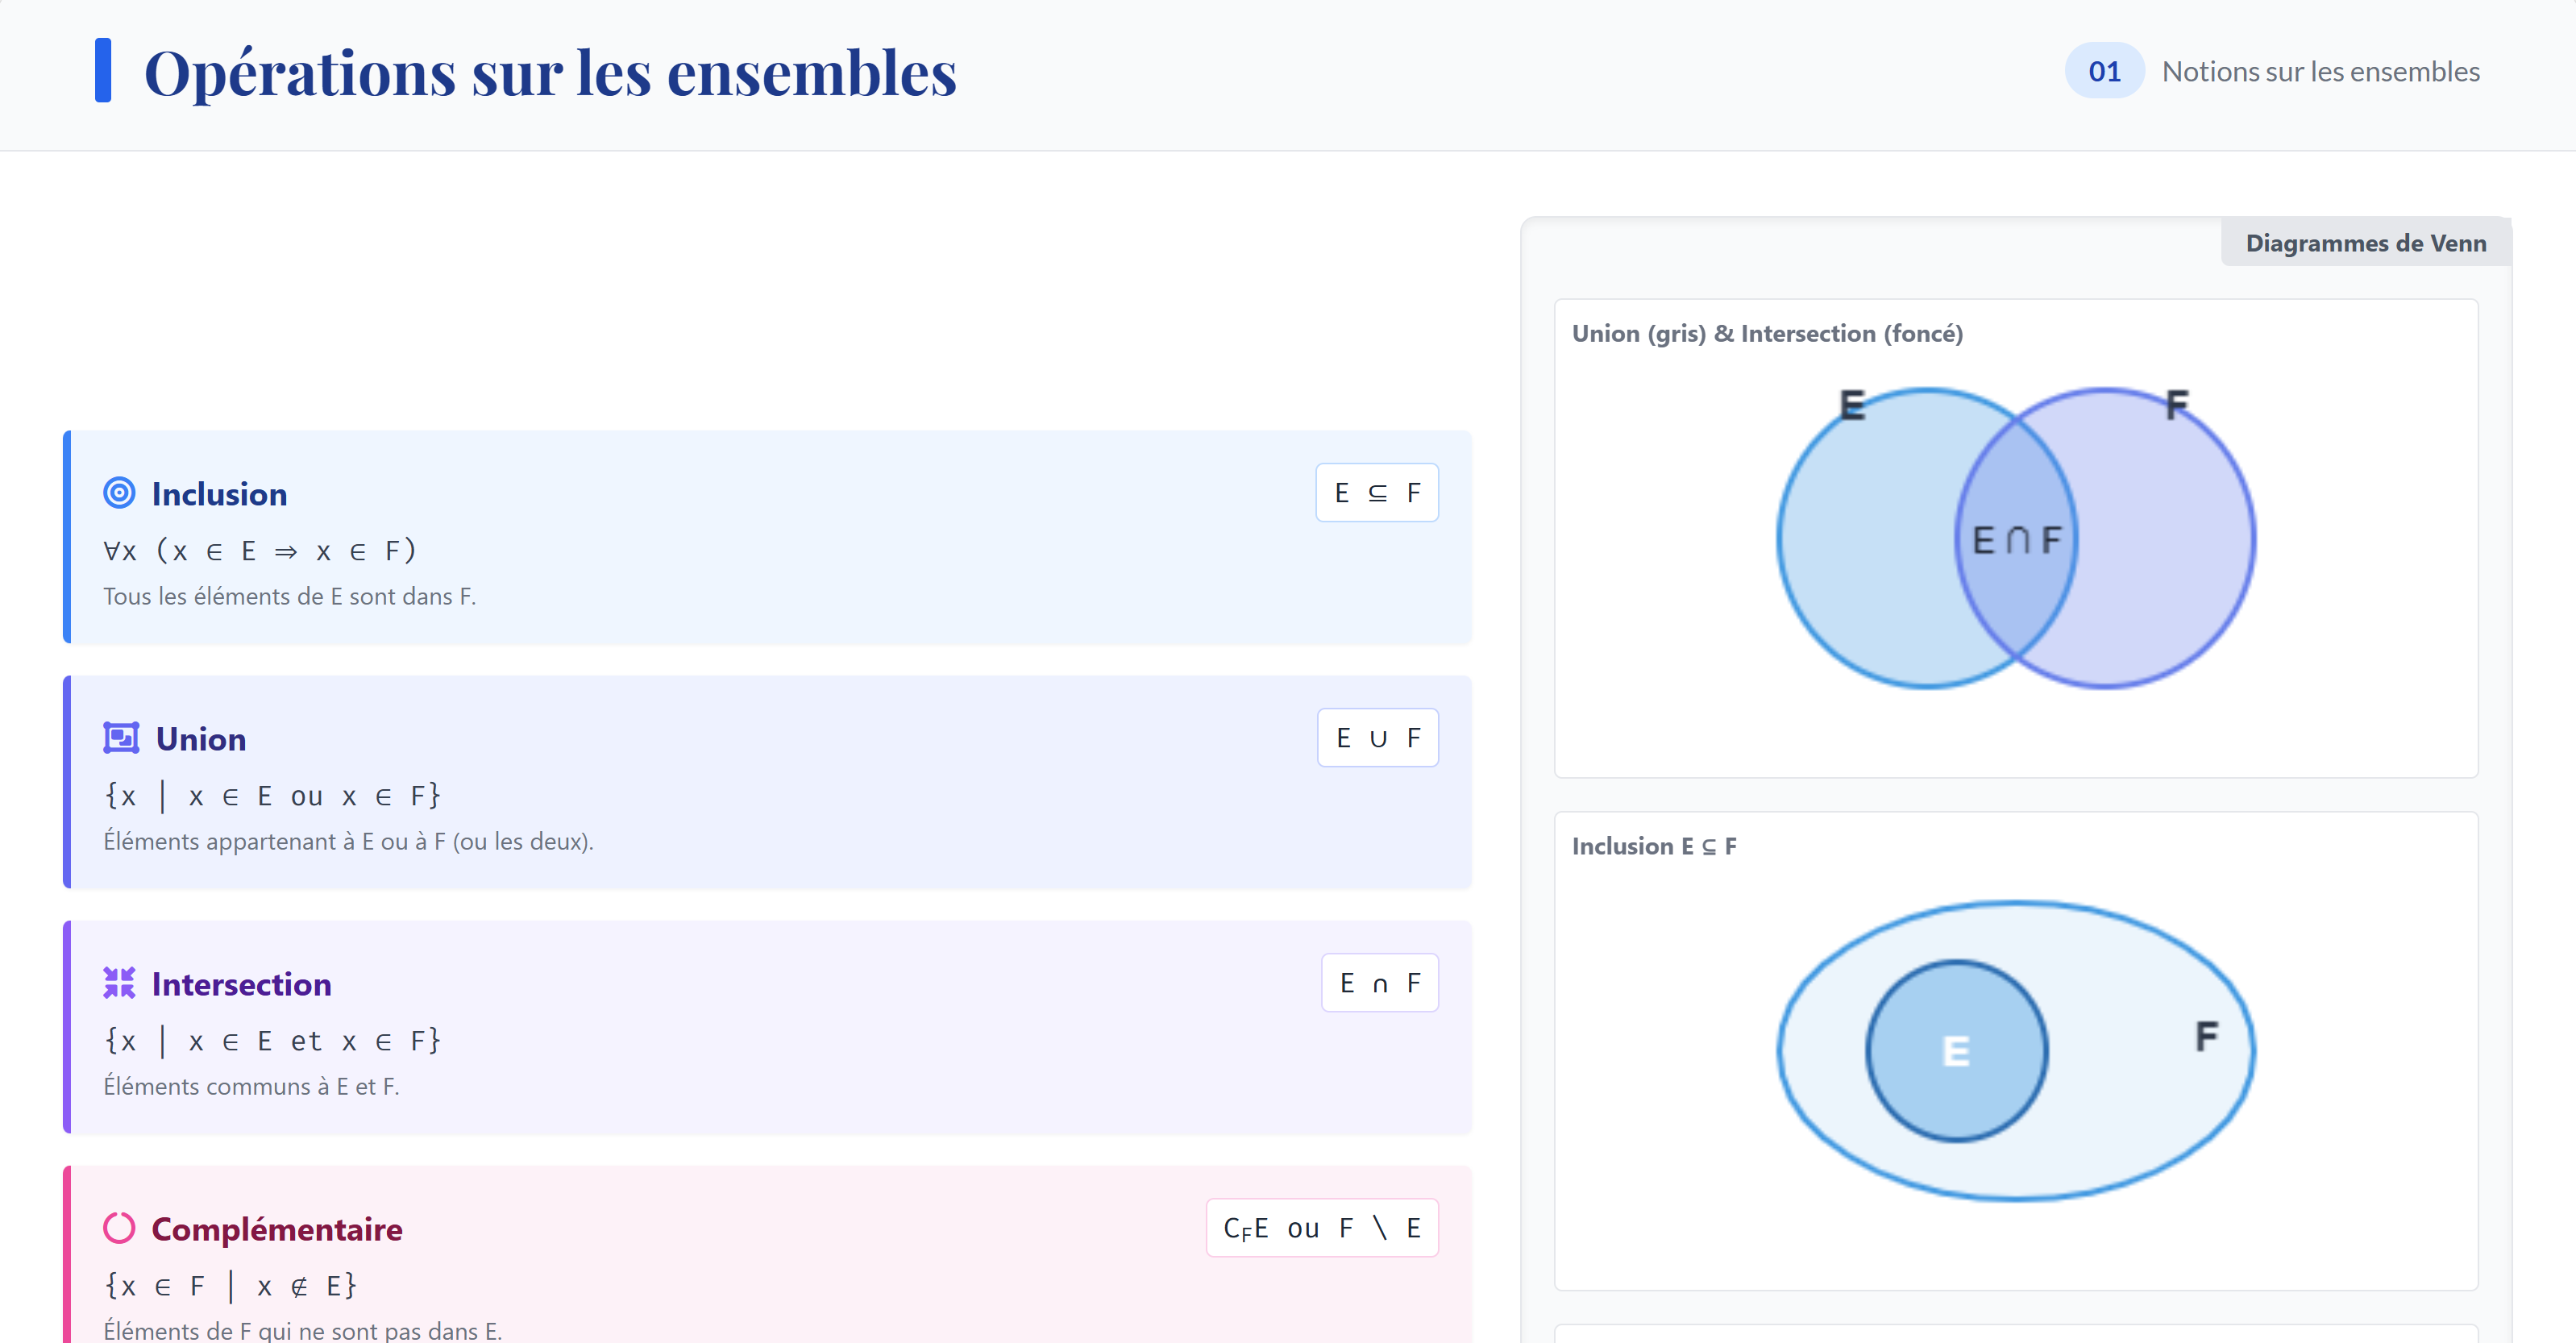 Opérations sur les ensembles
01 Notions sur les ensembles
Inclusion
E ⊆ F
∀x (x ∈ E ⇒ x ∈ F)
Tous les éléments de E sont dans F.
Union
E ∪ F
{x | x ∈ E ou x ∈ F}
Éléments appartenant à E ou à F (ou les deux).
Intersection
E ∩ F
{x | x ∈ E et x ∈ F}
Éléments communs à E et F.
Complémentaire
C_FE ou F \ E
{x ∈ F | x ∉ E}
Éléments de F qui ne sont pas dans E.
Diagrammes de Venn
Union (gris) & Intersection (foncé)
E
F
E ∩ F
Inclusion E ⊆ F
E
F